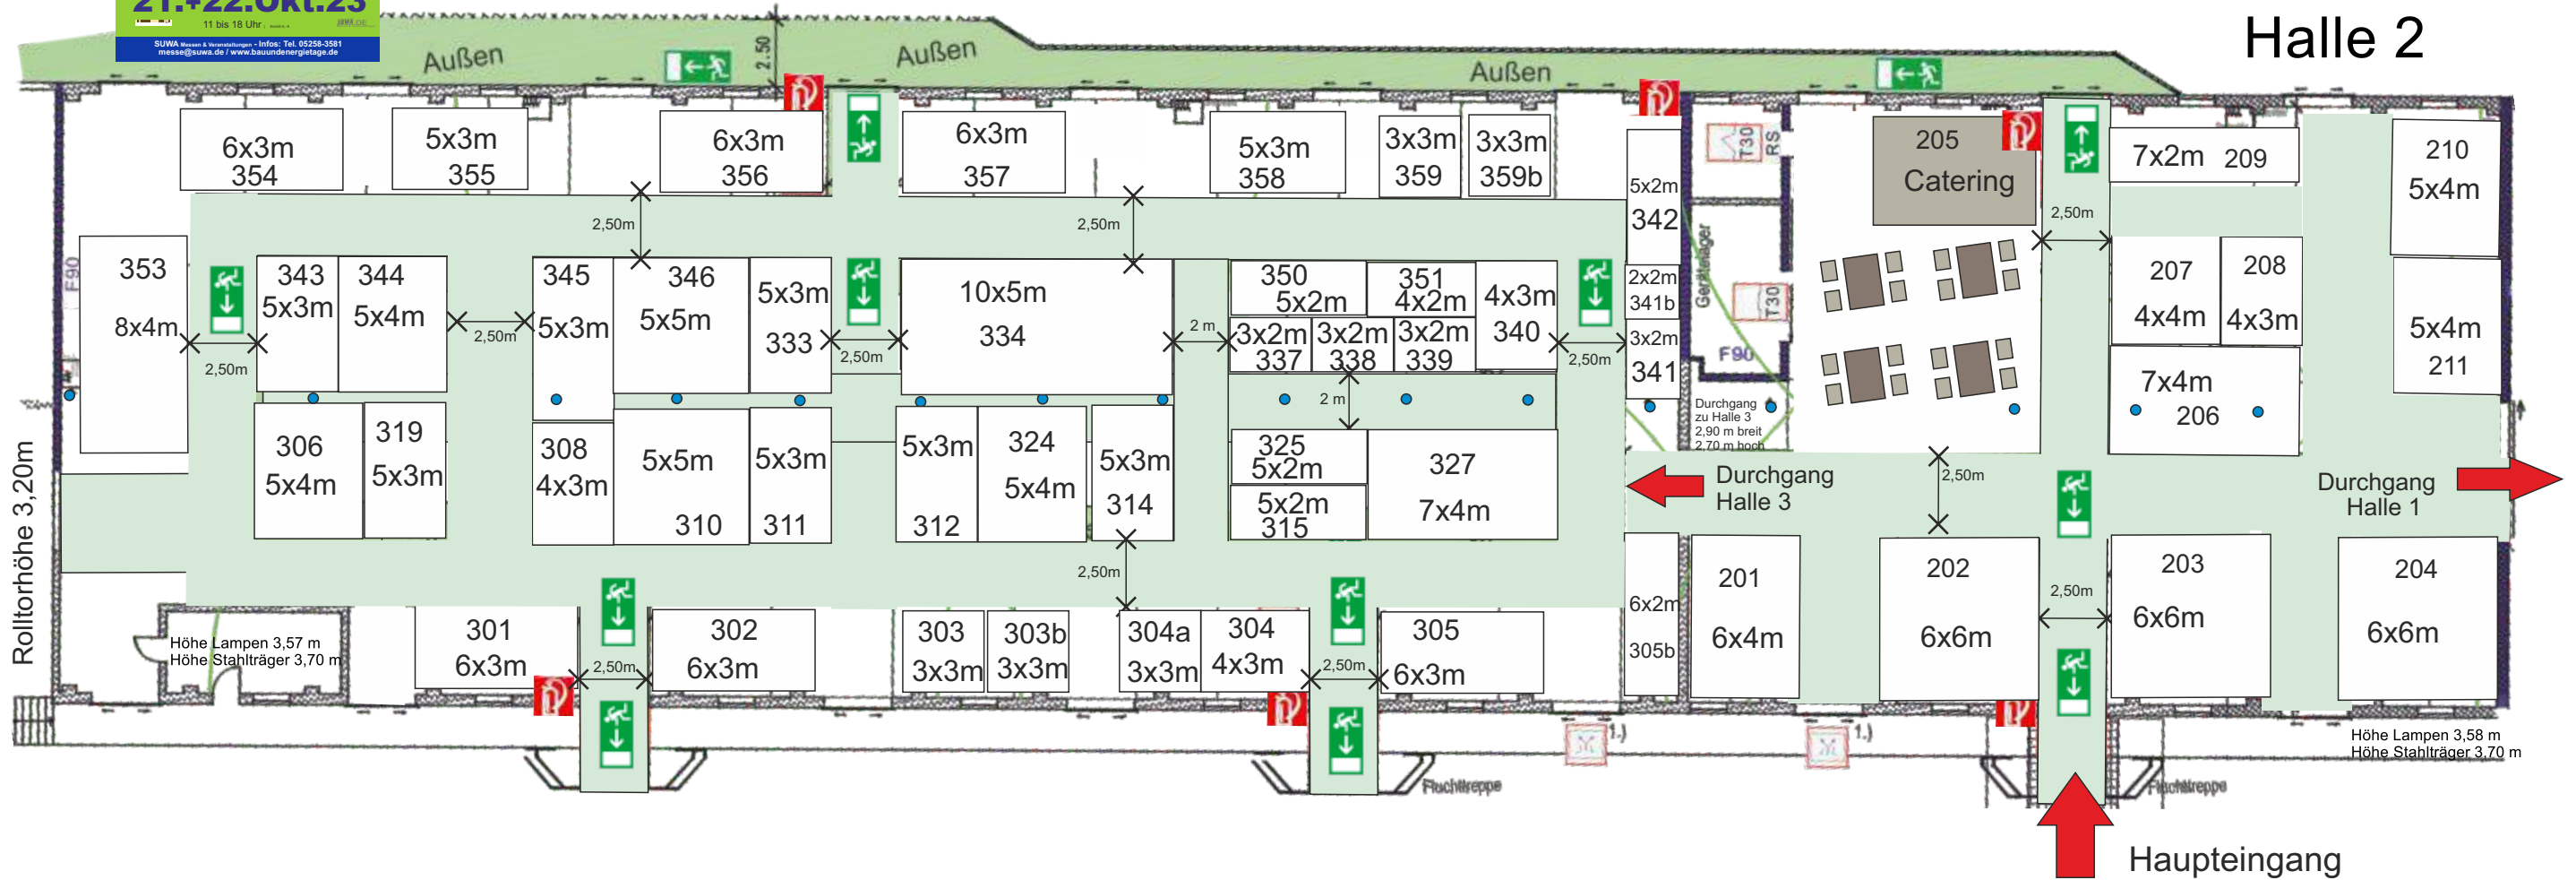 21.+22.Okt.23
11 bis 18 Uhr
SUWA Messen & Veranstaltungen - Infos: Tel. 05258-3581
messe@suwa.de / www.bauundenergietage.de
Halle 2
Außen
2.50
Außen
Außen
6x3m
354
5x3m
355
6x3m
356
6x3m
357
5x3m
358
3x3m
359
3x3m
359b
5x2m
342
T30
RS
205
Catering
7x2m 209
210
5x4m
2,50m
2,50m
2,50m
F90
353
8x4m
343
5x3m
344
5x4m
345
5x3m
346
5x5m
5x3m
333
10x5m
334
350
5x2m
351
4x2m
4x3m
340
2x2m
341b
Gerätelager
T30
207
4x4m
208
4x3m
5x4m
211
2 m
3x2m
337
3x2m
338
3x2m
339
3x2m
341
F90
2,50m
2,50m
2,50m
2,50m
7x4m
206
2 m
Durchgang
zu Halle 3
2,90 m breit
2,70 m hoch
Rolltorhöhe 3,20m
306
5x4m
319
5x3m
308
4x3m
5x5m
310
5x3m
311
5x3m
312
324
5x4m
5x3m
314
325
5x2m
5x2m
315
327
7x4m
Durchgang
Halle 3
2,50m
Durchgang
Halle 1
2,50m
201
6x4m
202
6x6m
2,50m
203
6x6m
204
6x6m
6x2m
305b
Höhe Lampen 3,57 m
Höhe Stahlträger 3,70 m
301
6x3m
2,50m
302
6x3m
303
3x3m
303b
3x3m
304a
3x3m
304
4x3m
2,50m
305
6x3m
1.)
1.)
Höhe Lampen 3,58 m
Höhe Stahlträger 3,70 m
Fluchttreppe
Fluchttreppe
Haupteingang